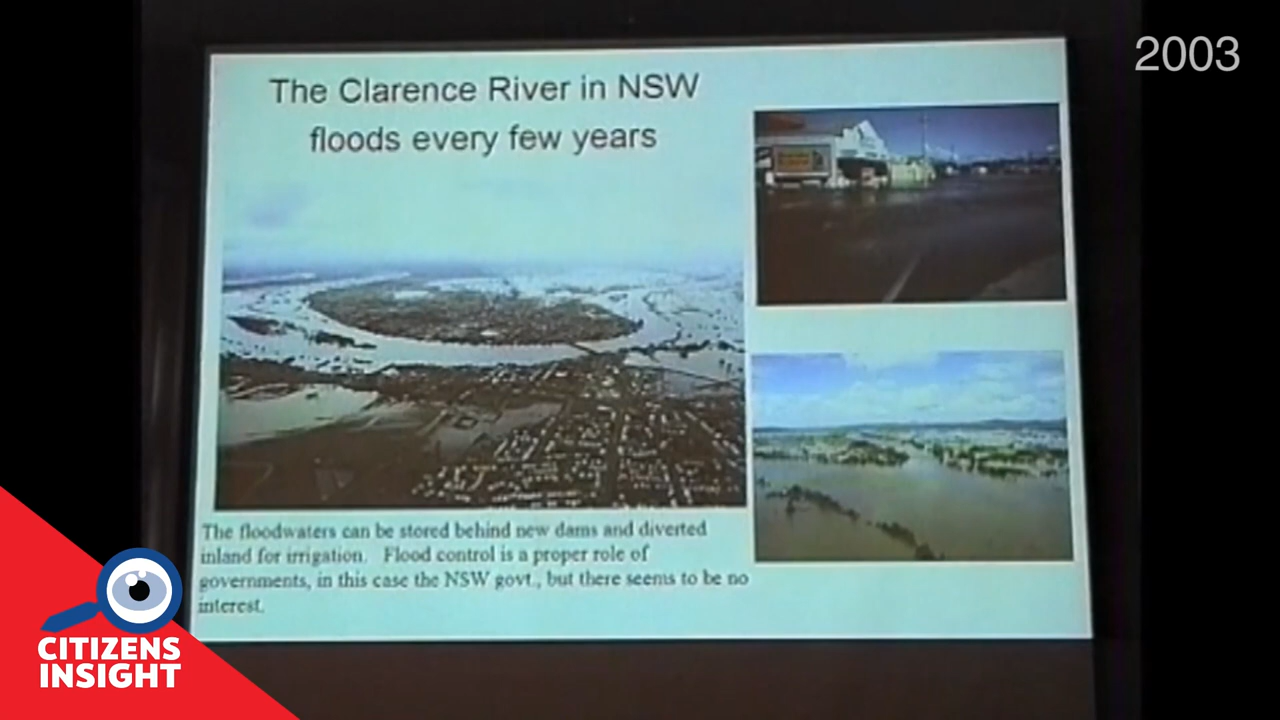 2003
The Clarence River in NSW
floods every few years
The floodwaters can be stored behind new dams and diverted
inland for irrigation. Flood control is a proper role of
governments, in this case the NSW govt., but there seems to be no
interest.
CITIZENS
INSIGHT